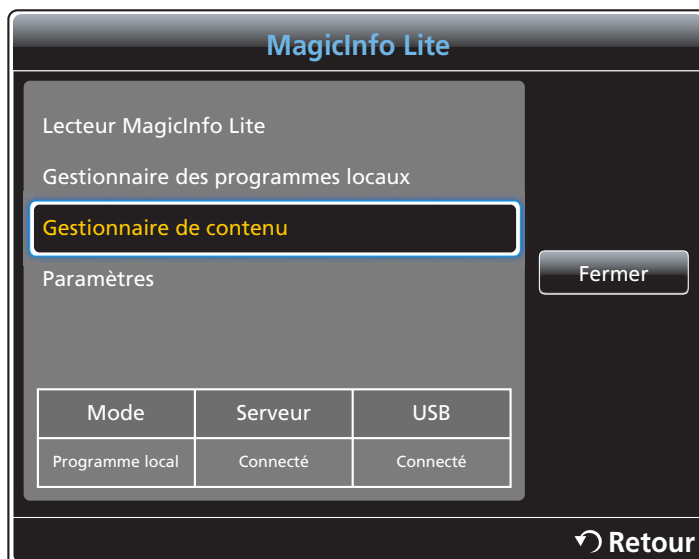 MagicInfo Lite
Lecteur MagicInfo Lite
Gestionnaire des programmes locaux
Gestionnaire de contenu
Paramètres
Fermer
Mode Serveur USB
Programme local Connecté Connecté
Retour